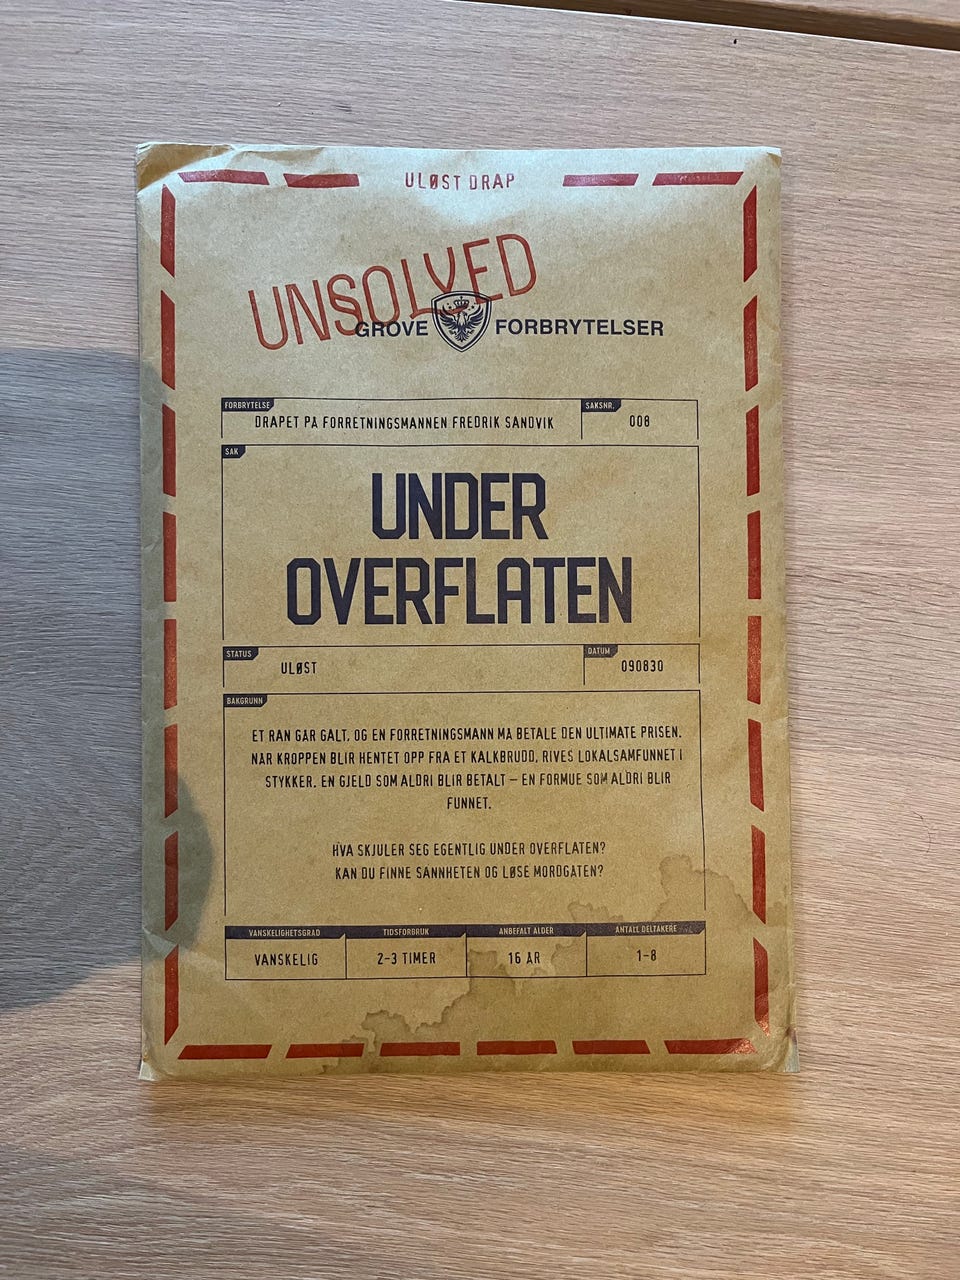 ULØST DRAP
UNSOLVED
GROVE FORBRYTELSER
FORBRYTELSE
DRAPET PÅ FORRETNINGSMANNEN FREDRIK SANDVIK
SAKSNR.
008
SAK
UNDER
OVERFLATEN
STATUS
ULØST
DATUM
090830
BAKGRUNN
ET RAN GÅR GALT, OG EN FORRETNINGSMANN MÅ BETALE DEN ULTIMATE PRISEN.
NÅR KROPPEN BLIR HENTET OPP FRA ET KALKBRUDD, RIVES LOKALSAMFUNNET I
STYKKER. EN GJELD SOM ALDRI BLIR BETALT – EN FORMUE SOM ALDRI BLIR
FUNNET.
HVA SKJULER SEG EGENTLIG UNDER OVERFLATEN?
KAN DU FINNE SANNHETEN OG LØSE MORDGÅTEN?
VANSKELIGHETSGRAD
VANSKELIG
TIDSFORBRUK
2-3 TIMER
ANBEFALT ALDER
16 ÅR
ANTALL DELTAKERE
1-8